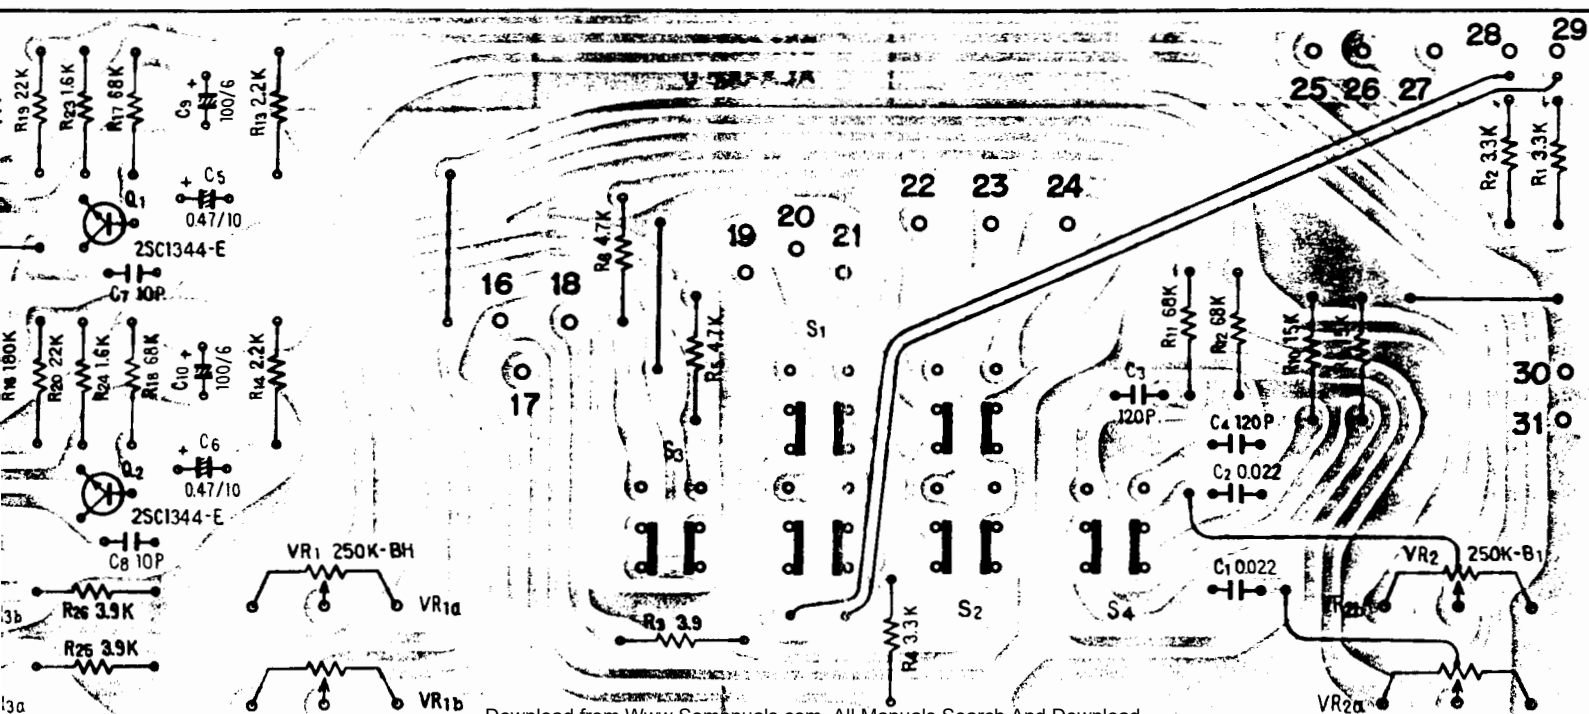 28 29
25 26 27
R19 22K
R23 1.6K
R17 68K
C9 + 100/6
R13 2.2K
R2 3.3K
R1 3.3K
+ C5
0.47/10
Q1
2SC1344-E
C7 10P
22 23 24
19 20 21
R6 4.7K
16 18
17
S1
R5 4.7K
R11 68K
R12 68K
R10 15K
R16 180K
R20 22K
R24 1.6K
R18 68K
C10 + 100/6
R14 2.2K
30
31
C3
120P
C4 120P
C2 0.022
S3
+ C6
0.47/10
Q2
2SC1344-E
C8 10P
VR1 250K-BH
VR2 250K-B1
C1 0.022
R26 3.9K
VR1a
S2
S4
VR2b
3b
R3 3.9
R4 3.3K
R25 3.9K
VR1b
VR2a
13a
Download from Www.Somanuals.com. All Manuals Search And Download.